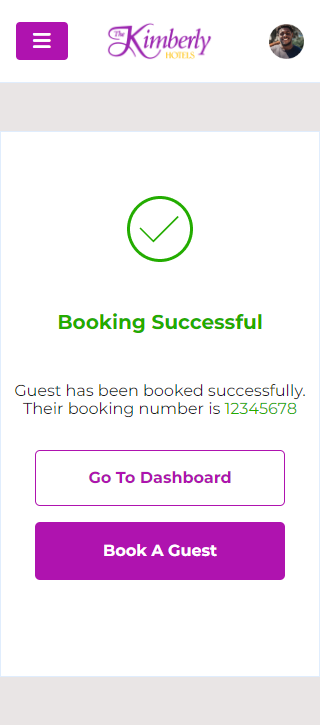 The
Kimberly
HOTELS
Booking Successful
Guest has been booked successfully.
Their booking number is 12345678
Go To Dashboard
Book A Guest